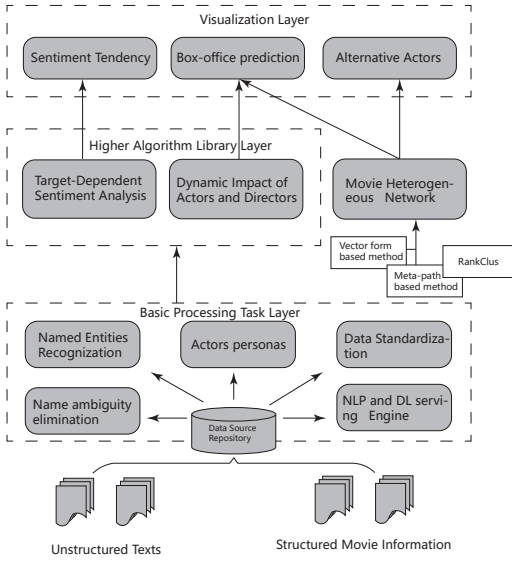 Visualization Layer
Sentiment Tendency
Box-office prediction
Alternative Actors
Higher Algorithm Library Layer
Target-Dependent
Sentiment Analysis
Dynamic Impact of
Actors and Directors
Movie Heterogen-
eous Network
Vector form
based method
Meta-path
based method
RankClus
Basic Processing Task Layer
Named Entities
Recognization
Actors personas
Data Standardiza-
tion
Name ambiguity
elimination
Data Source
Repository
NLP and DL servi-
ng Engine
Unstructured Texts
Structured Movie Information